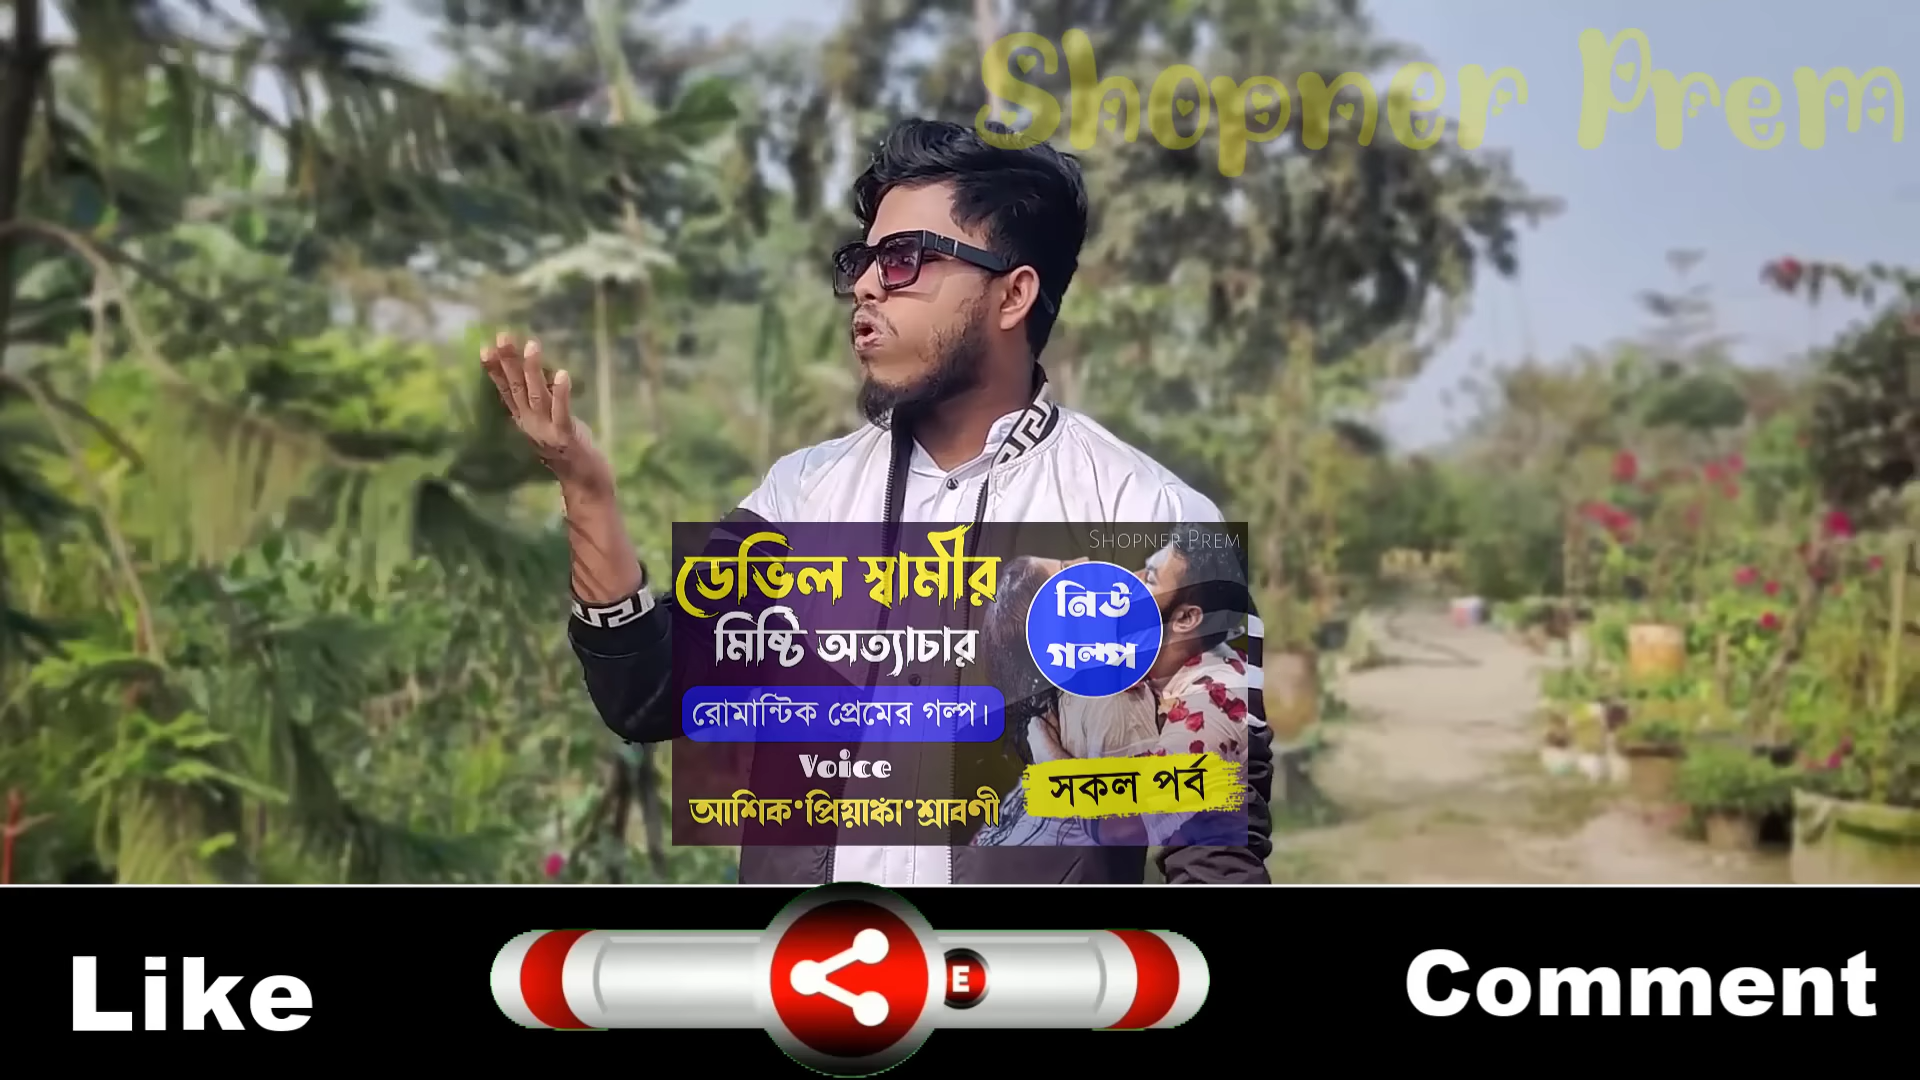 Shopner Prem
SHOPNER PREM
ডেভিল স্বামীর
মিষ্টি অত্যাচার
নিউ
গল্প
রোমান্টিক প্রেমের গল্প।
Voice
আশিক•প্রিয়াঙ্কা•শ্রাবণী
সকল পর্ব
Like
E
Comment